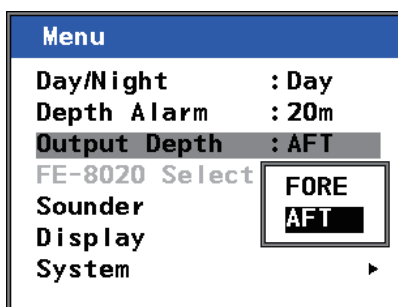 Menu
Day/Night : Day
Depth Alarm : 20m
Output Depth : AFT
FE-8020 Select
FORE
AFT
Sounder
Display
System